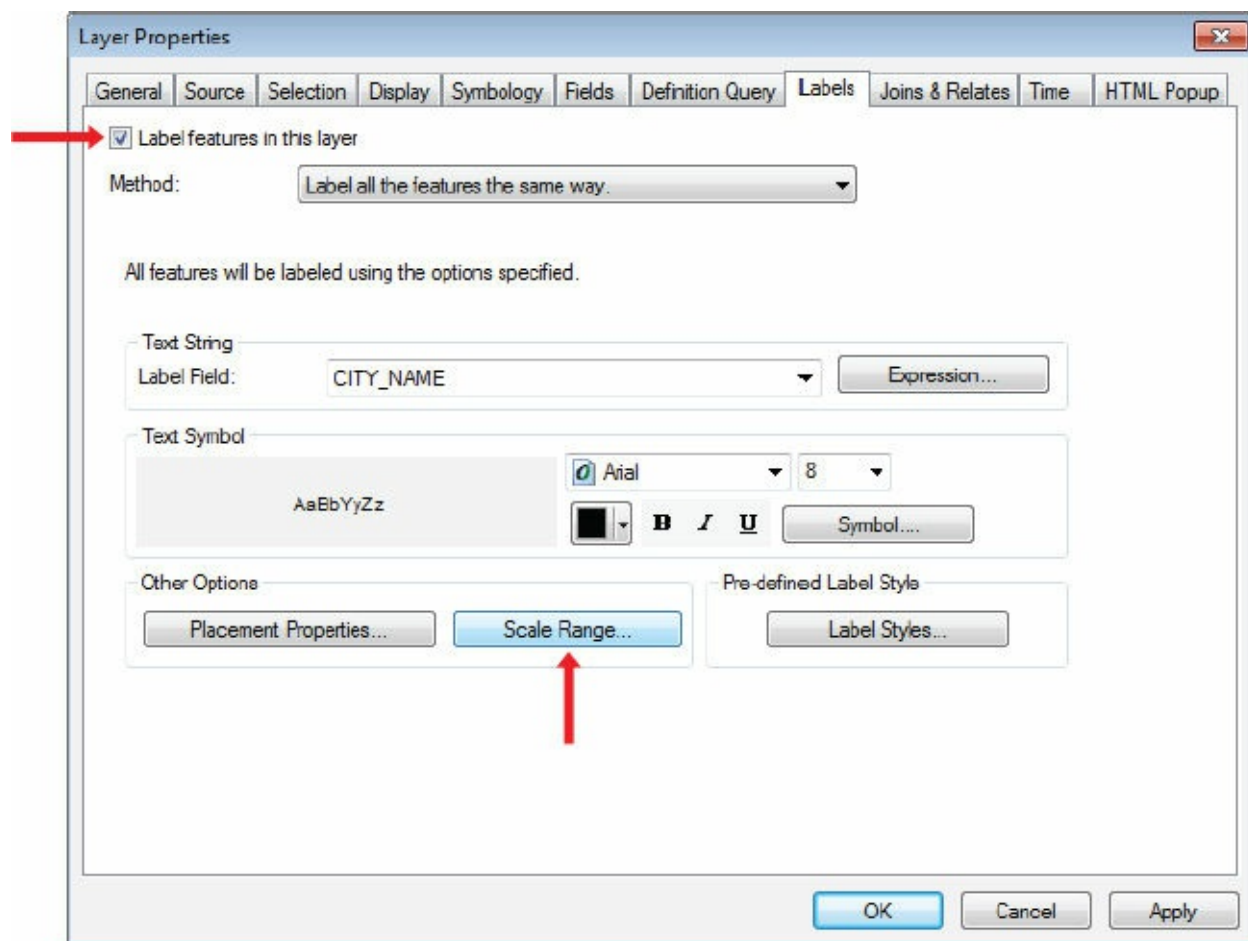 Layer Properties
General Source Selection Display Symbology Fields Definition Query Labels Joins & Relates Time HTML Popup
Label features in this layer
Method: Label all the features the same way.
All features will be labeled using the options specified.
Text String
Label Field: CITY_NAME Expression...
Text Symbol
AaBbYyZz
Arial 8
B I U Symbol....
Other Options
Placement Properties... Scale Range...
Pre-defined Label Style
Label Styles...
OK Cancel Apply